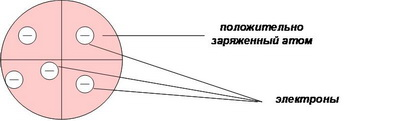 положительно
заряженный атом
электроны